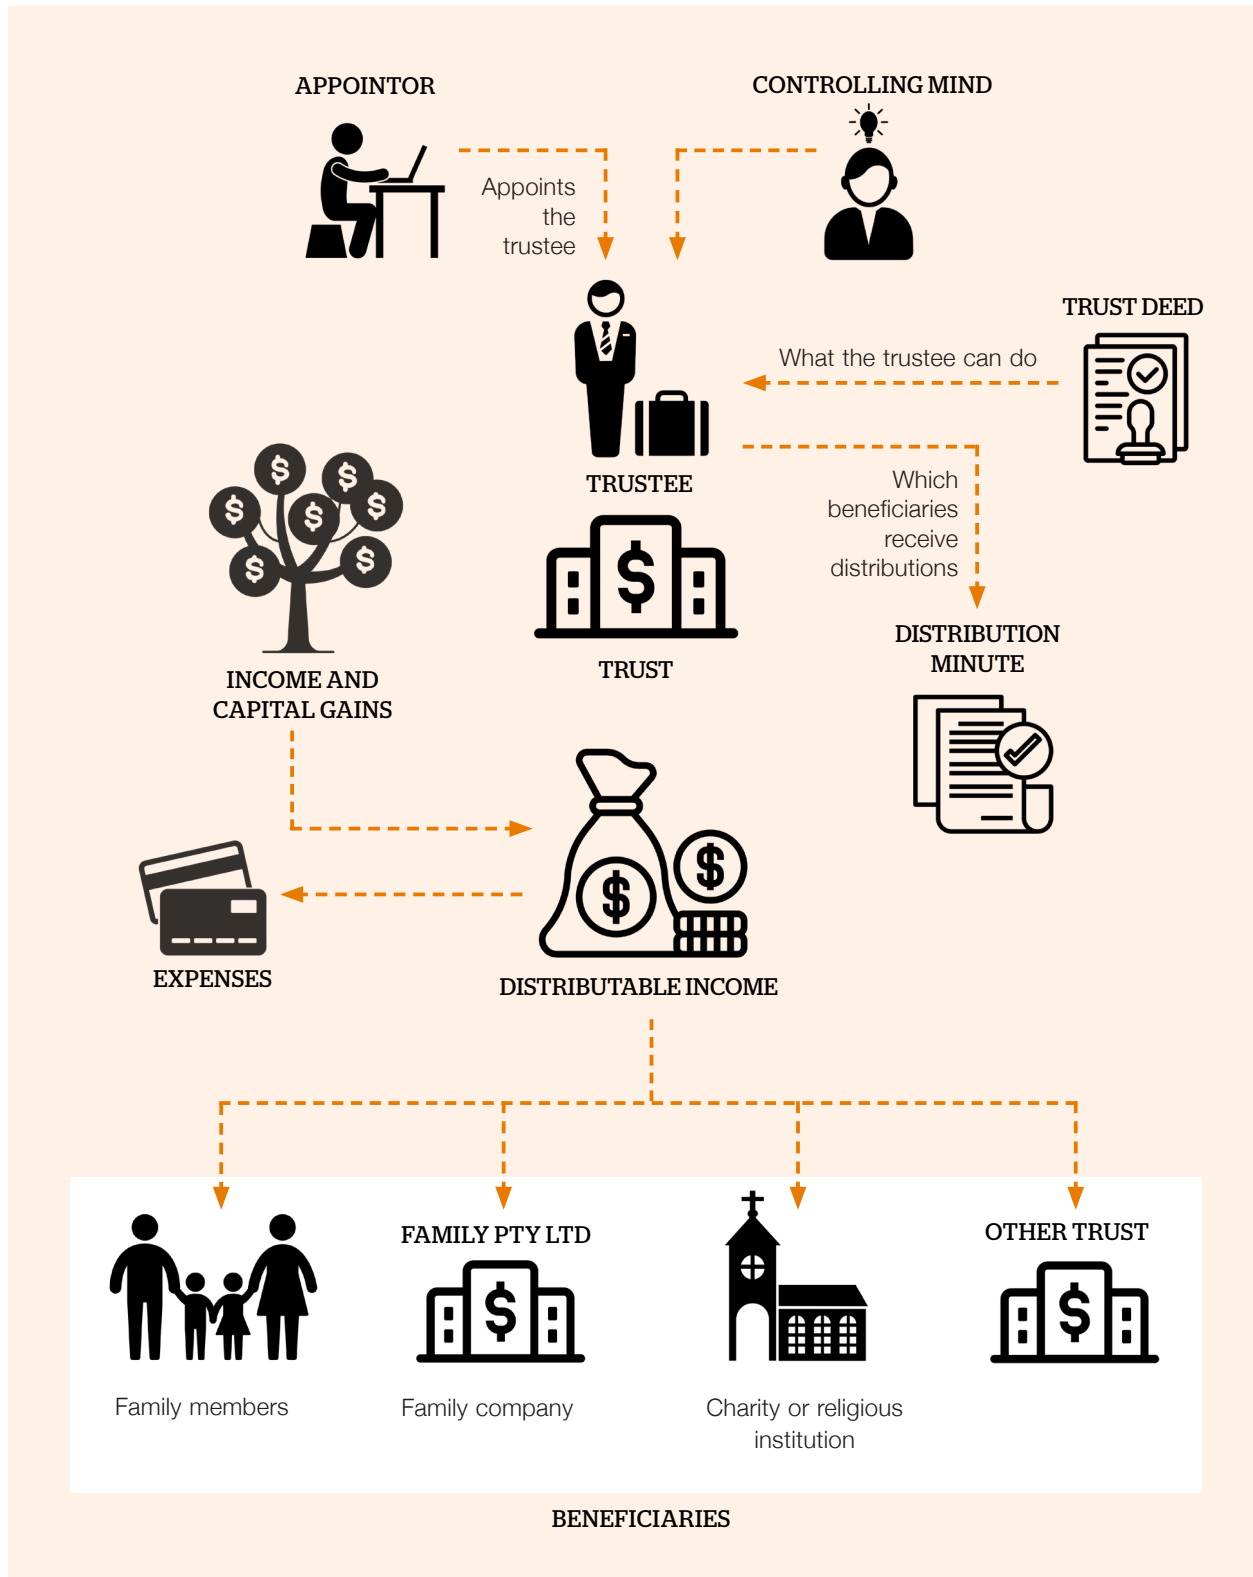 APPOINTOR
CONTROLLING MIND
Appoints
the
trustee
TRUST DEED
What the trustee can do
TRUSTEE
Which
beneficiaries
receive
distributions
$
$
$
$
$
$
$
$
TRUST
DISTRIBUTION
MINUTE
INCOME AND
CAPITAL GAINS
$
$
EXPENSES
DISTRIBUTABLE INCOME
FAMILY PTY LTD
OTHER TRUST
$
$
Family members
Family company
Charity or religious
institution
BENEFICIARIES